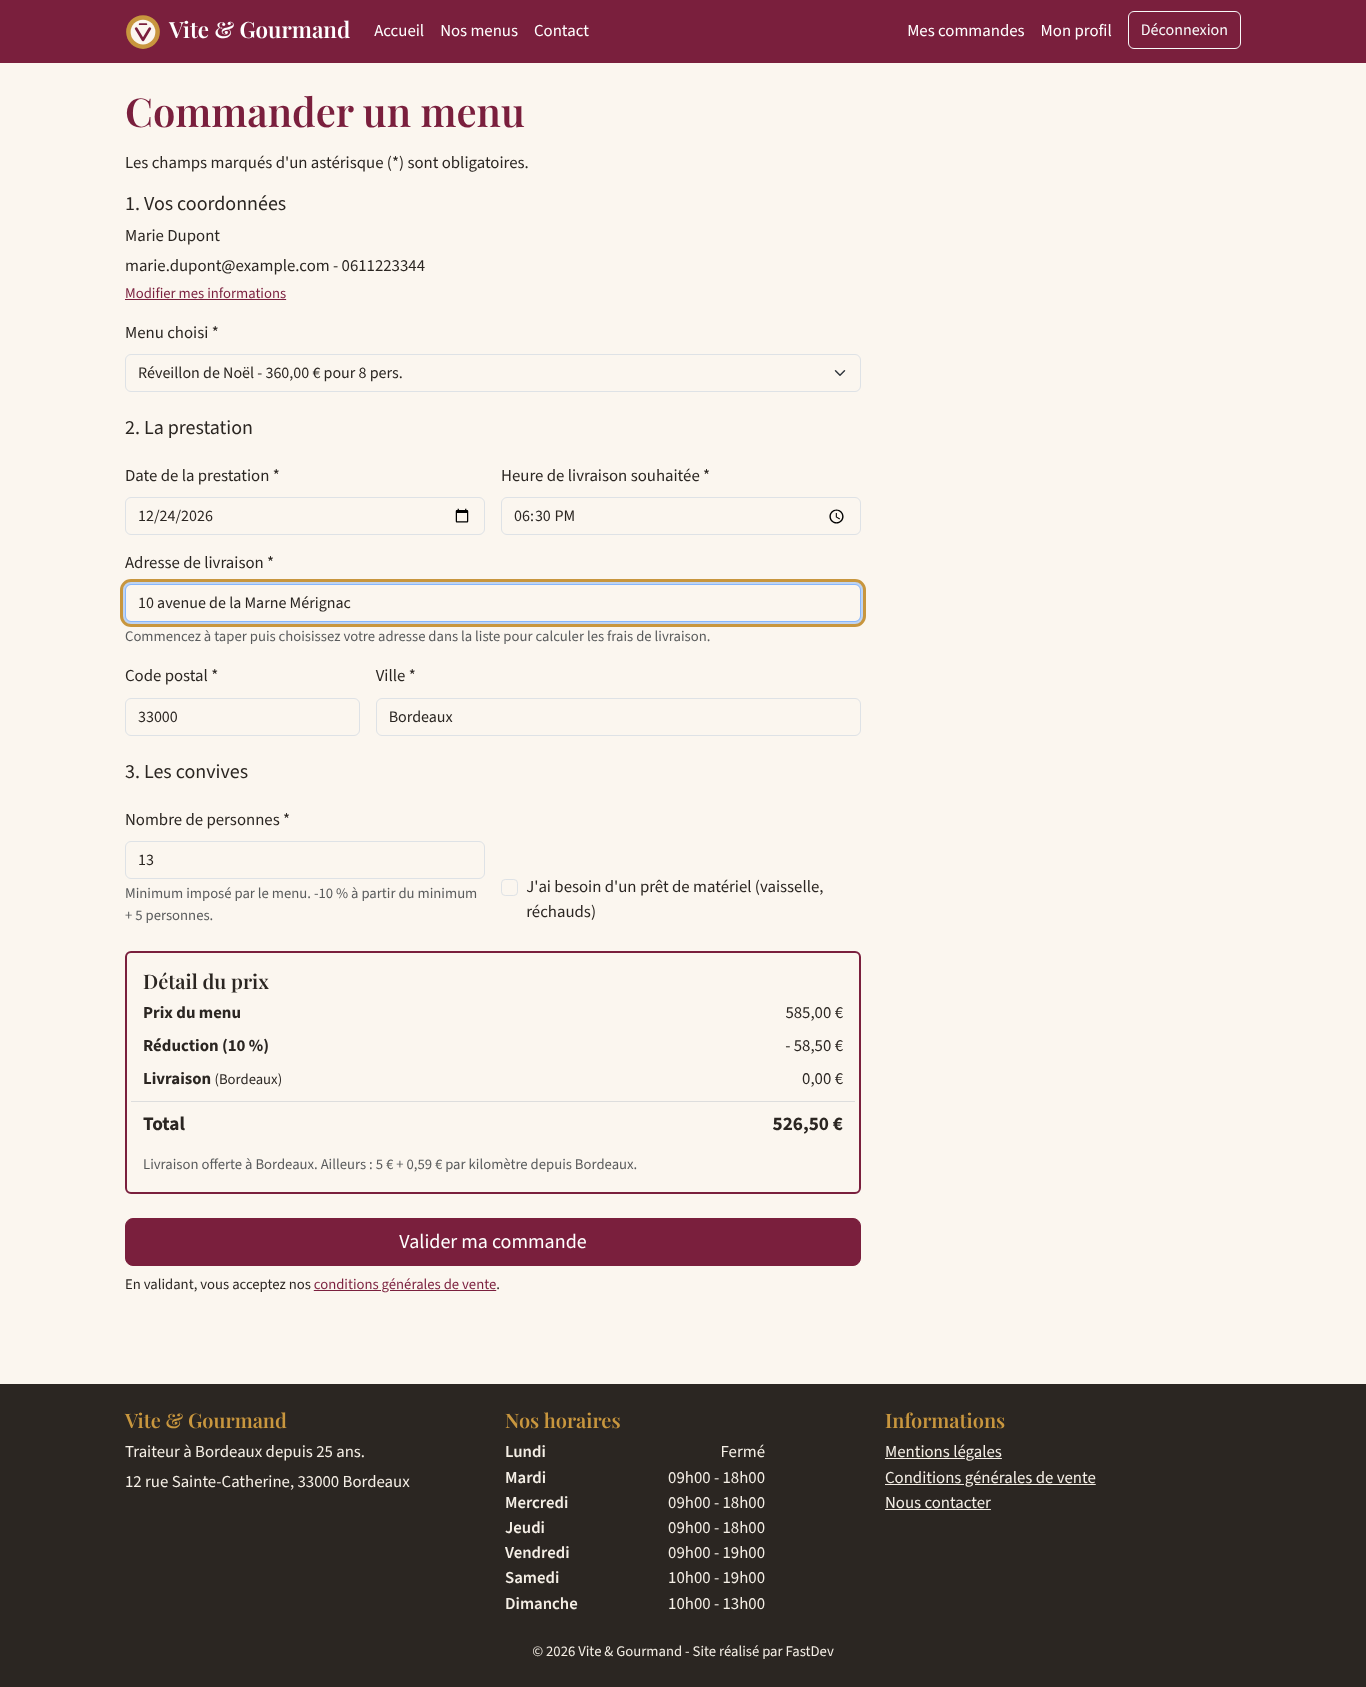 Vite & Gourmand Accueil Nos menus Contact Mes commandes Mon profil Déconnexion
Commander un menu
Les champs marqués d'un astérisque (*) sont obligatoires.
1. Vos coordonnées
Marie Dupont
marie.dupont@example.com - 0611223344
Modifier mes informations
Menu choisi *
Réveillon de Noël - 360,00 € pour 8 pers.
2. La prestation
Date de la prestation * Heure de livraison souhaitée *
12/24/2026 06:30 PM
Adresse de livraison *
10 avenue de la Marne Mérignac
Commencez à taper puis choisissez votre adresse dans la liste pour calculer les frais de livraison.
Code postal * Ville *
33000 Bordeaux
3. Les convives
Nombre de personnes *
13
Minimum imposé par le menu. -10 % à partir du minimum
+ 5 personnes.
J'ai besoin d'un prêt de matériel (vaisselle,
réchauds)
Détail du prix
Prix du menu 585,00 €
Réduction (10 %) - 58,50 €
Livraison (Bordeaux) 0,00 €
Total 526,50 €
Livraison offerte à Bordeaux. Ailleurs : 5 € + 0,59 € par kilomètre depuis Bordeaux.
Valider ma commande
En validant, vous acceptez nos conditions générales de vente.
Vite & Gourmand
Traiteur à Bordeaux depuis 25 ans.
12 rue Sainte-Catherine, 33000 Bordeaux
Nos horaires
Lundi Fermé
Mardi 09h00 - 18h00
Mercredi 09h00 - 18h00
Jeudi 09h00 - 18h00
Vendredi 09h00 - 19h00
Samedi 10h00 - 19h00
Dimanche 10h00 - 13h00
Informations
Mentions légales
Conditions générales de vente
Nous contacter
© 2026 Vite & Gourmand - Site réalisé par FastDev